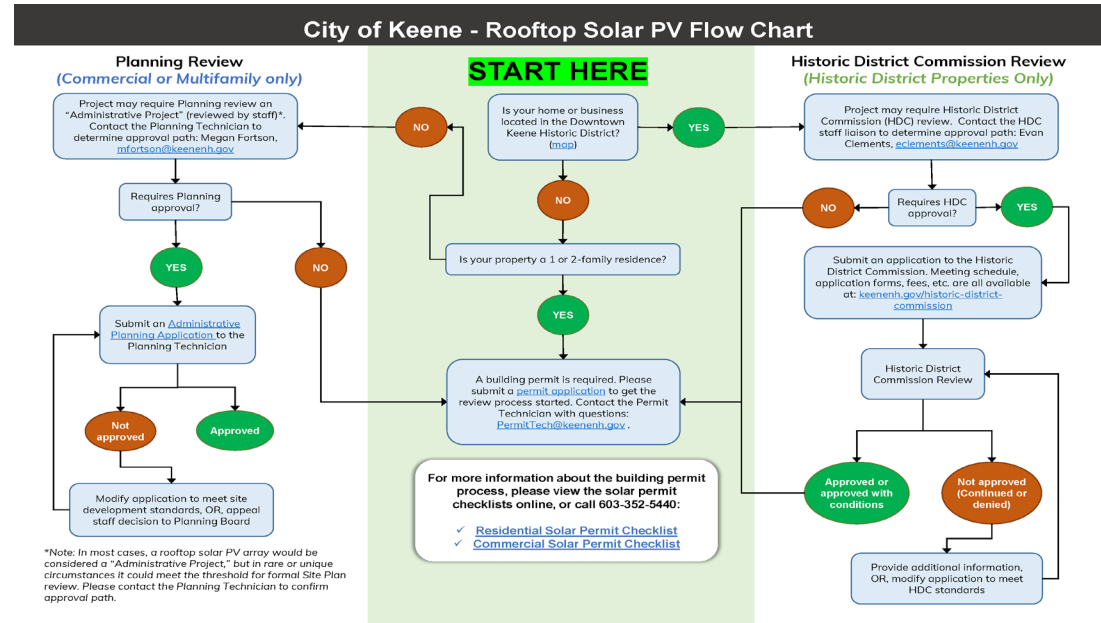 City of Keene - Rooftop Solar PV Flow Chart
Planning Review
(Commercial or Multifamily only)
Project may require Planning review an
“Administrative Project” (reviewed by staff)*.
Contact the Planning Technician to
determine approval path: Megan Fortson,
mfortson@keenenh.gov
Requires Planning
approval?
YES
NO
Submit an Administrative
Planning Application to the
Planning Technician
Not
approved
Approved
Modify application to meet site
development standards, OR, appeal
staff decision to Planning Board
*Note: In most cases, a rooftop solar PV array would be
considered a “Administrative Project,” but in rare or unique
circumstances it could meet the threshold for formal Site Plan
review. Please contact the Planning Technician to confirm
approval path.
START HERE
Is your home or business
located in the Downtown
Keene Historic District?
(map)
NO
YES
NO
Is your property a 1 or 2-family residence?
YES
A building permit is required. Please
submit a permit application to get the
review process started. Contact the Permit
Technician with questions:
PermitTech@keenenh.gov .
For more information about the building permit
process, please view the solar permit
checklists online, or call 603-352-5440:
✓ Residential Solar Permit Checklist
✓ Commercial Solar Permit Checklist
Historic District Commission Review
(Historic District Properties Only)
Project may require Historic District
Commission (HDC) review. Contact the HDC
staff liaison to determine approval path: Evan
Clements, eclements@keenenh.gov
NO
Requires HDC
approval?
YES
Submit an application to the Historic
District Commission. Meeting schedule,
application forms, fees, etc. are all available
at: keenenh.gov/historic-district-
commission
Historic District
Commission Review
Approved or
approved with
conditions
Not approved
(Continued or
denied)
Provide additional information,
OR, modify application to meet
HDC standards